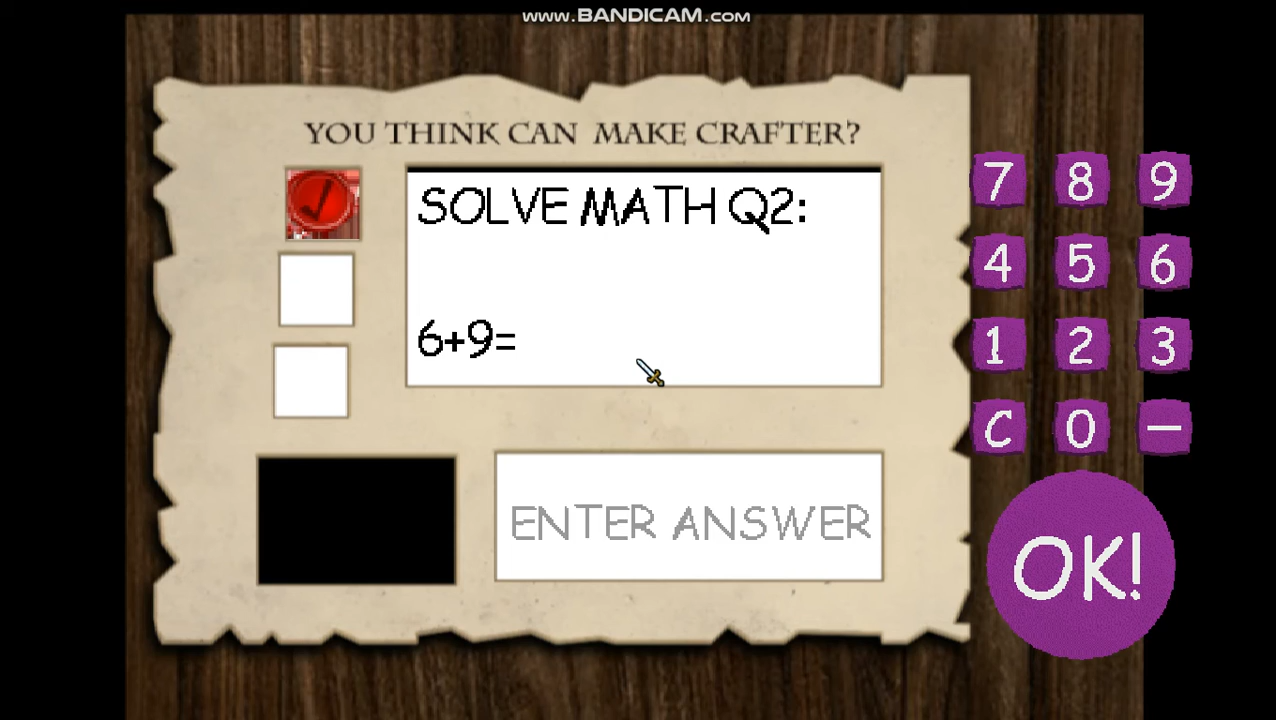 www.BANDICAM.com
YOU THINK CAN MAKE CRAFTER?
SOLVE MATH Q2:
6+9=
7 8 9
4 5 6
1 2 3
C 0 −
ENTER ANSWER
OK!